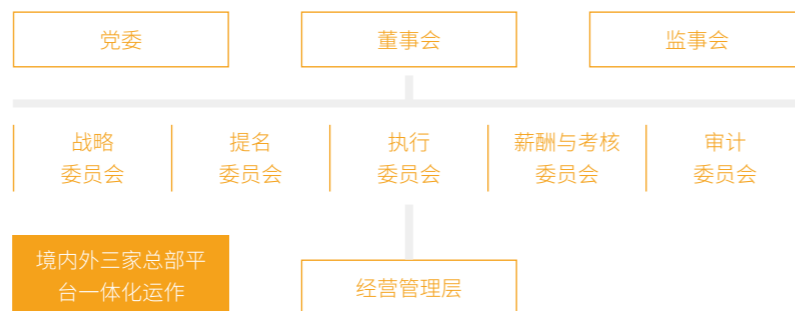 党委
董事会
监事会
战略
委员会
提名
委员会
执行
委员会
薪酬与考核
委员会
审计
委员会
境内外三家总部平
台一体化运作
经营管理层